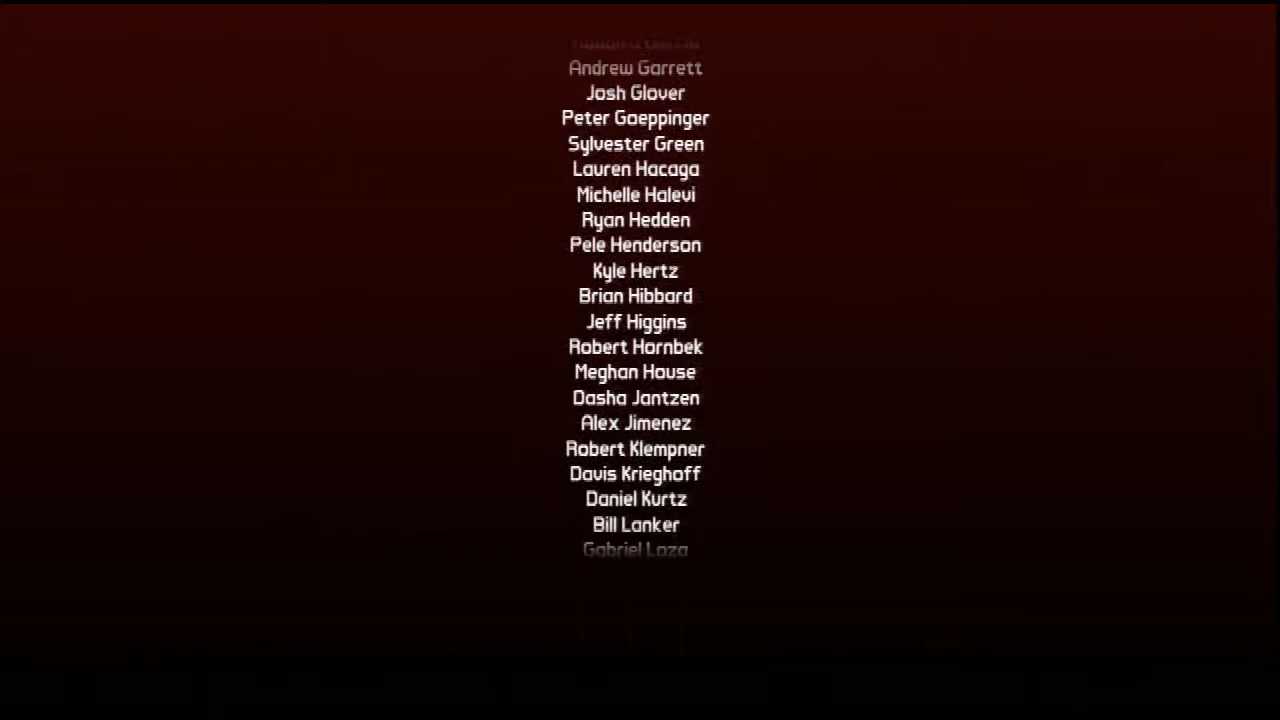 Andrew Garrett
Josh Glover
Peter Goeppinger
Sylvester Green
Lauren Hacaga
Michelle Halevi
Ryan Hedden
Pele Henderson
Kyle Hertz
Brian Hibbard
Jeff Higgins
Robert Hornbek
Meghan House
Dasha Jantzen
Alex Jimenez
Robert Klempner
Davis Krieghoff
Daniel Kurtz
Bill Lanker
Gabriel Loza